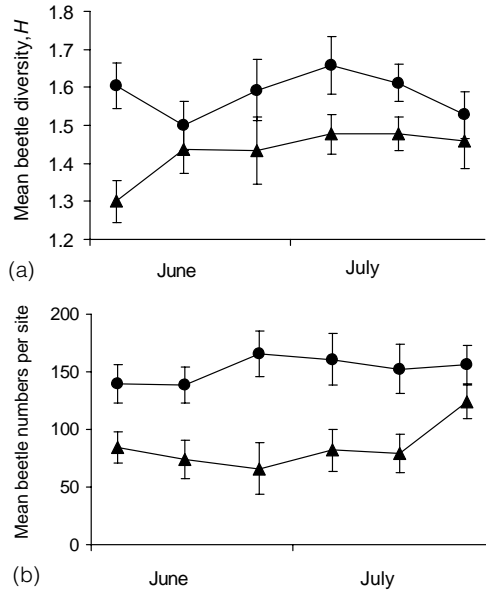 Mean beetle diversity, H
1.8
1.7
1.6
1.5
1.4
1.3
1.2
(a)
June
July
Mean beetle numbers per site
200
150
100
50
0
(b)
June
July